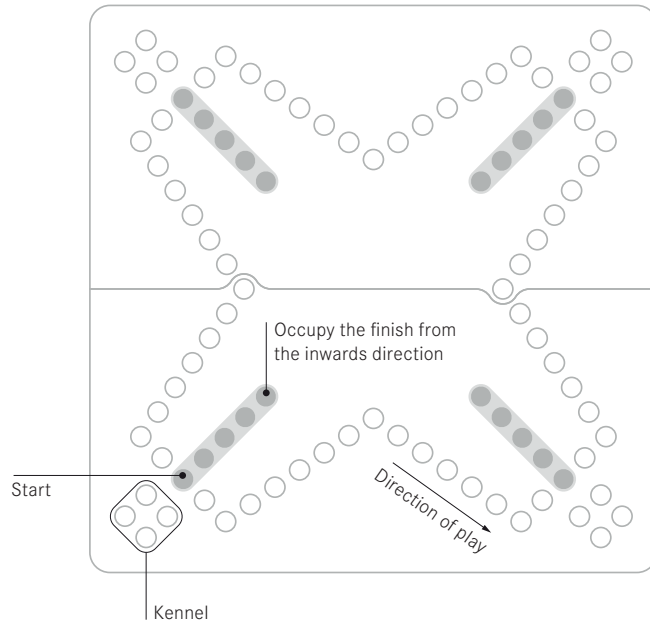 Occupy the finish from
the inwards direction
Direction of play
Start
Kennel